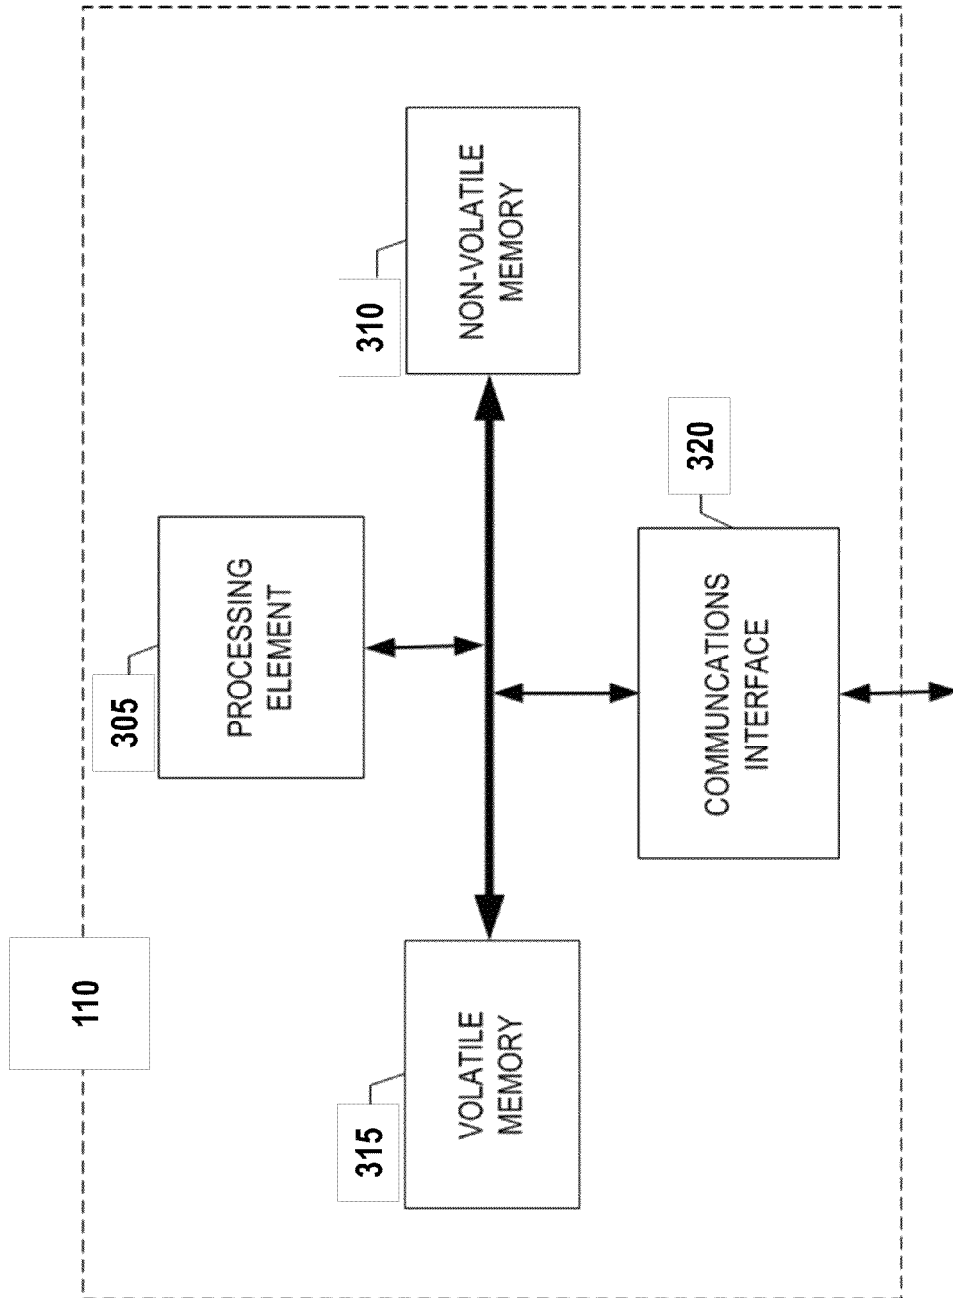 110
305
PROCESSING
ELEMENT
315
VOLATILE
MEMORY
310
NON-VOLATILE
MEMORY
320
COMMUNCATIONS
INTERFACE